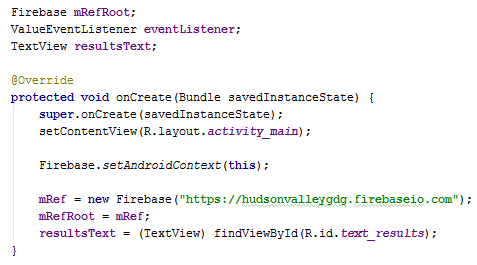 Firebase mRefRoot;
ValueEventListener eventListener;
TextView resultsText;
@Override
protected void onCreate(Bundle savedInstanceState) {
super.onCreate(savedInstanceState);
setContentView(R.layout.activity_main);
Firebase.setAndroidContext(this);
mRef = new Firebase("https://hudsonvalleygdg.firebaseio.com");
mRefRoot = mRef;
resultsText = (TextView) findViewById(R.id.text_results);
}